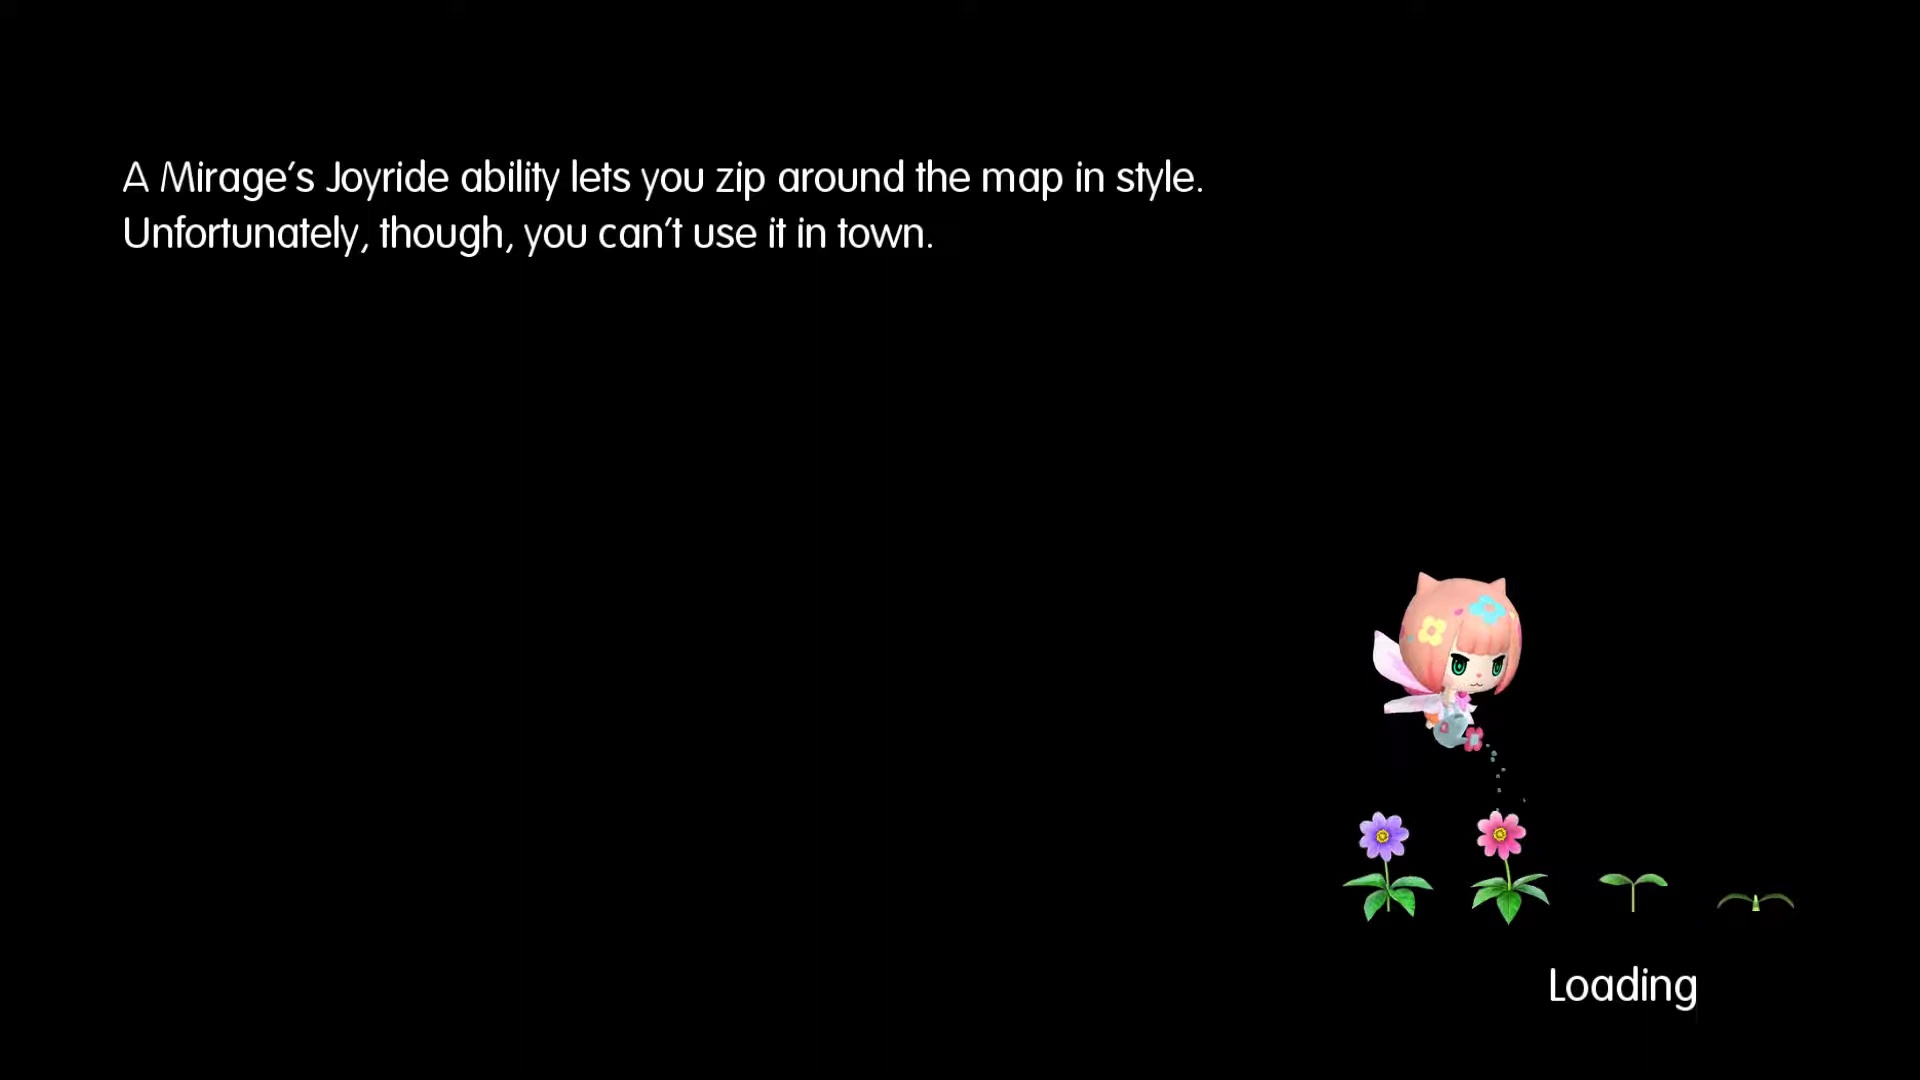 A Mirage's Joyride ability lets you zip around the map in style.
Unfortunately, though, you can't use it in town.
Loading